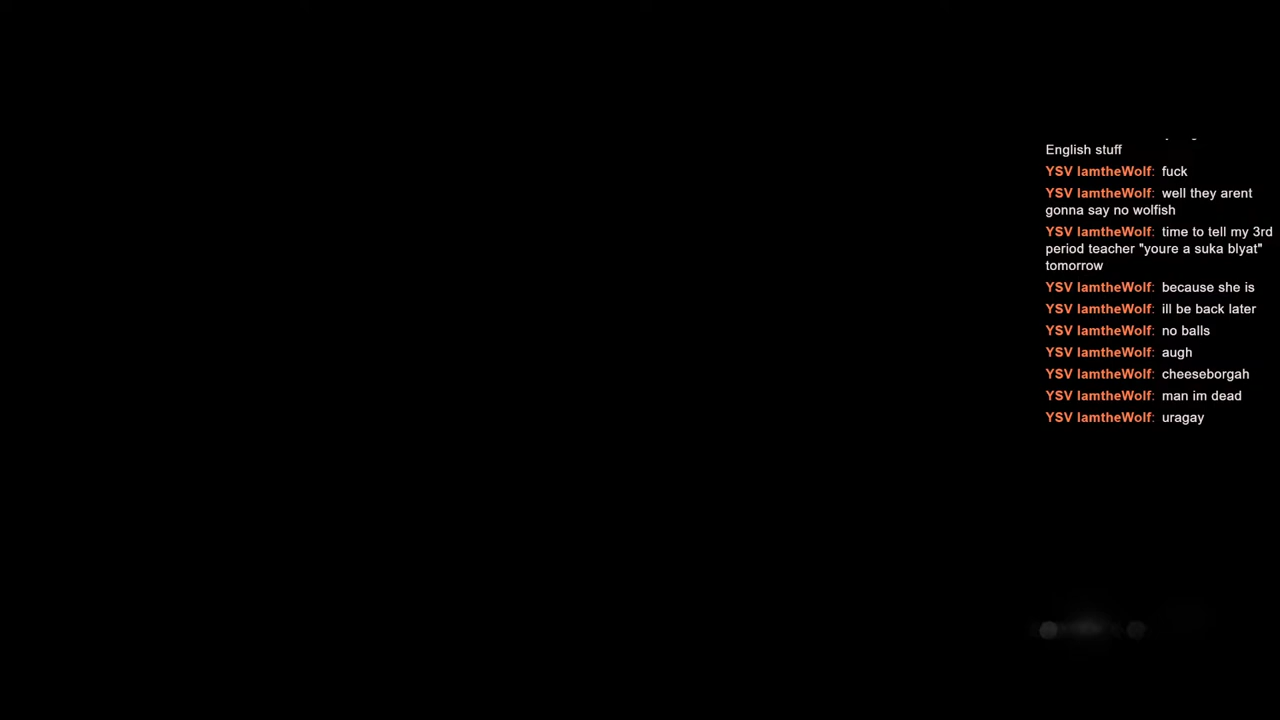 English stuff
YSV IamtheWolf: fuck
YSV IamtheWolf: well they arent
gonna say no wolfish
YSV IamtheWolf: time to tell my 3rd
period teacher "youre a suka blyat"
tomorrow
YSV IamtheWolf: because she is
YSV IamtheWolf: ill be back later
YSV IamtheWolf: no balls
YSV IamtheWolf: augh
YSV IamtheWolf: cheeseborgah
YSV IamtheWolf: man im dead
YSV IamtheWolf: uragay